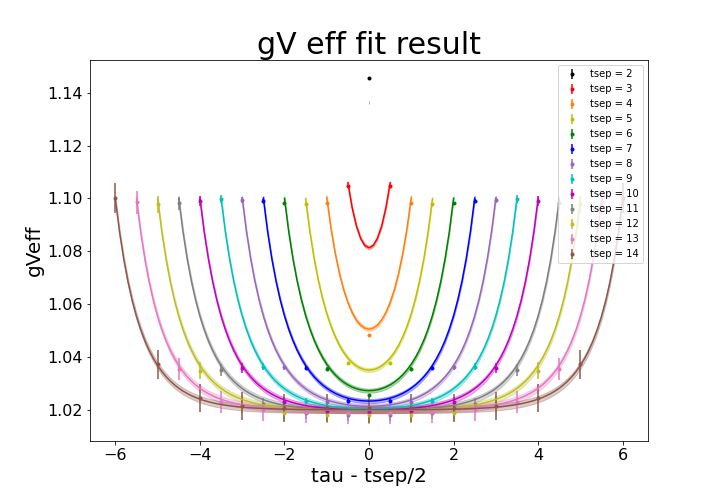 gV eff fit result
gVeff
1.14
1.12
1.10
1.08
1.06
1.04
1.02
−6
−4
−2
0
2
4
6
tau - tsep/2
tsep = 2
tsep = 3
tsep = 4
tsep = 5
tsep = 6
tsep = 7
tsep = 8
tsep = 9
tsep = 10
tsep = 11
tsep = 12
tsep = 13
tsep = 14